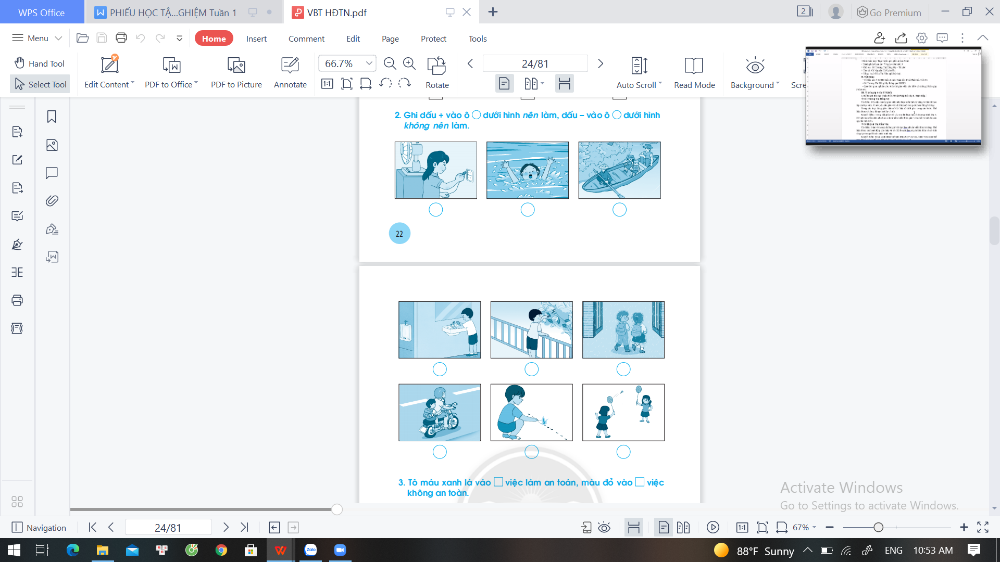 WPS Office
PHIẾU HỌC TẬ...GHIỆM Tuần 1
VBT HĐTN.pdf
2
Go Premium
Menu
Home
Insert
Comment
Edit
Page
Protect
Tools
Hand Tool
Select Tool
Edit Content
PDF to Office
PDF to Picture
Annotate
66.7%
1:1
Rotate
24/81
Auto Scroll
Read Mode
Background
2. Ghi dấu + vào ô dưới hình nên làm, dấu – vào ô dưới hình
không nên làm.
22
3. Tô màu xanh lá vào việc làm an toàn, màu đỏ vào việc
không an toàn.
Activate Windows
Go to Settings to activate Windows.
Navigation
24/81
1:1
67%
Zalo
88°F Sunny
ENG
10:53 AM